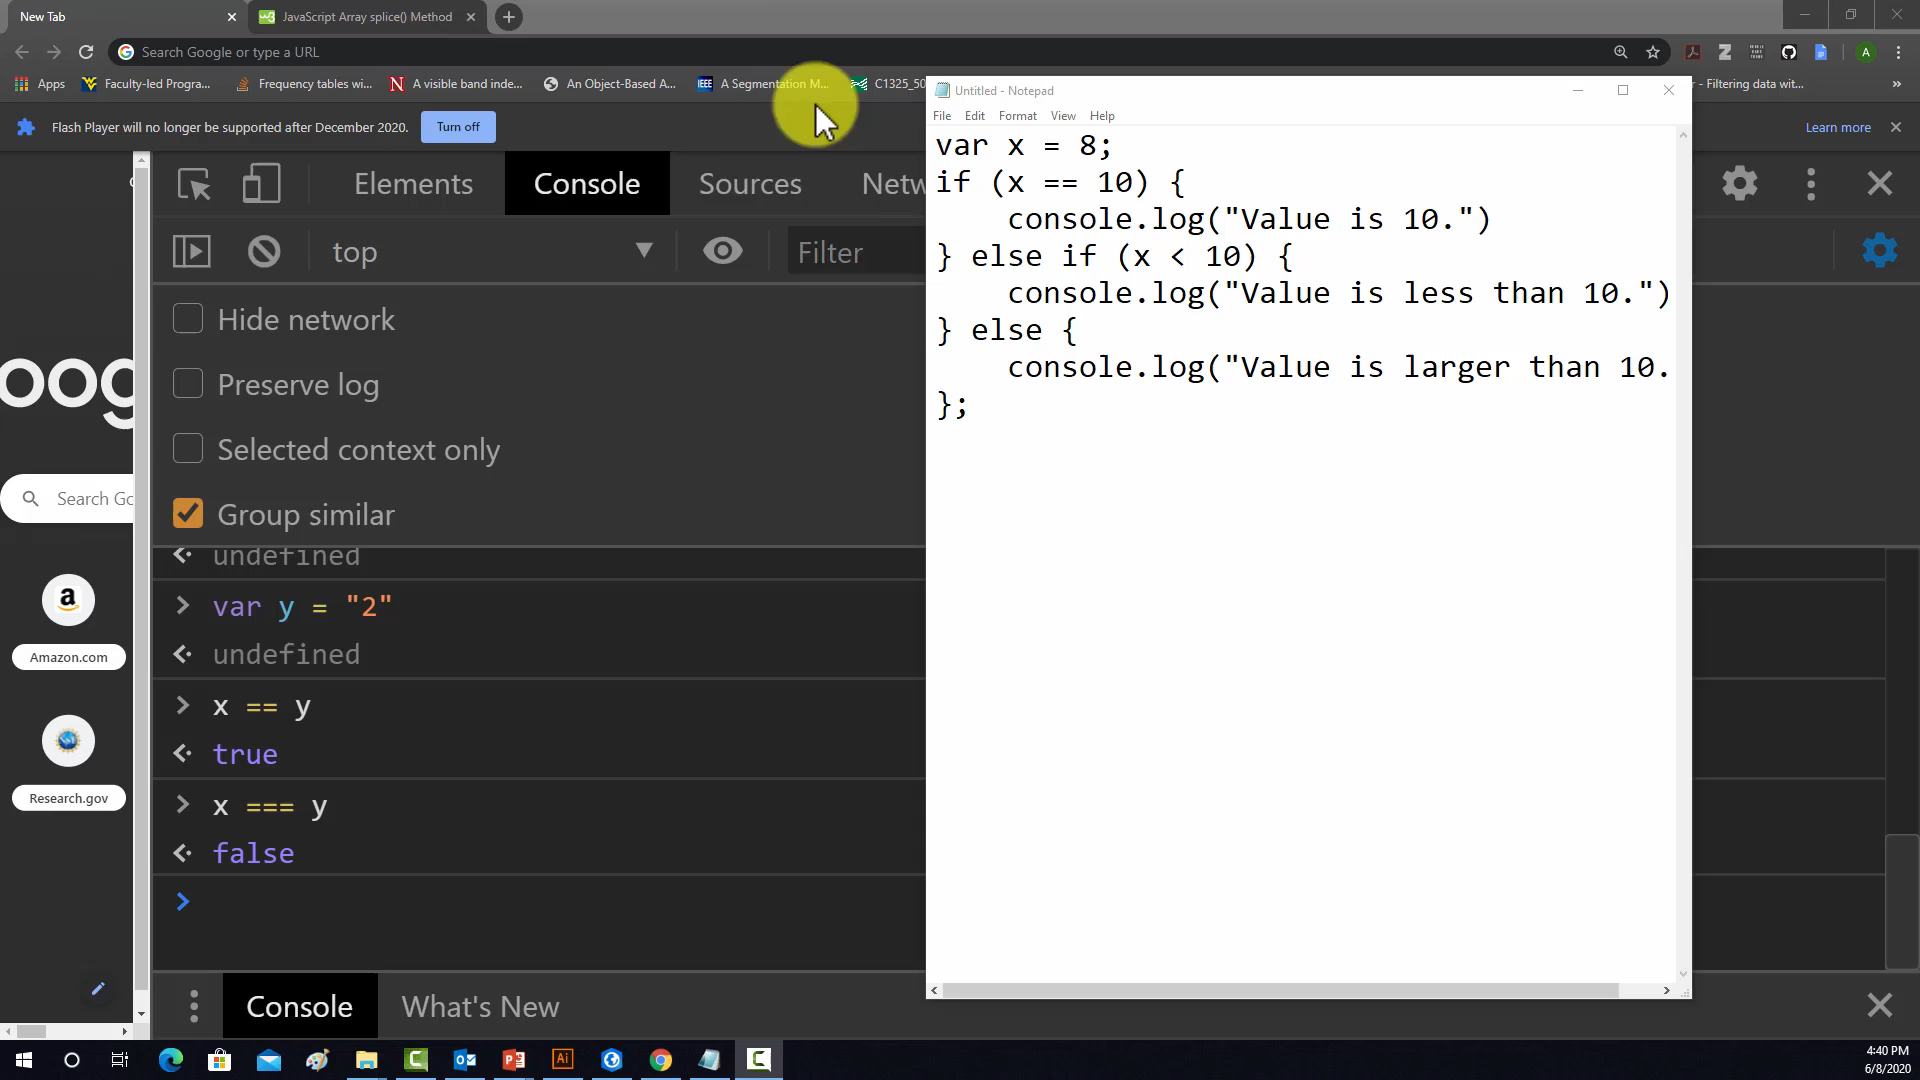 New Tab
JavaScript Array splice() Method
Search Google or type a URL
Apps
Faculty-led Progra...
Frequency tables wi...
A visible band inde...
An Object-Based A...
IEEE
A Segmentation M...
C1325_50
- Filtering data wit...
»
Flash Player will no longer be supported after December 2020.
Turn off
Learn more
Untitled - Notepad
File
Edit
Format
View
Help
var x = 8;
if (x == 10) {
    console.log("Value is 10.")
} else if (x < 10) {
    console.log("Value is less than 10.")
} else {
    console.log("Value is larger than 10.
};
Elements
Console
Sources
Netw
top
Filter
Hide network
Preserve log
Selected context only
Group similar
oog
Search Go
Amazon.com
Research.gov
undefined
> var y = "2"
undefined
> x == y
true
> x === y
false
>
Console
What's New
4:40 PM
6/8/2020